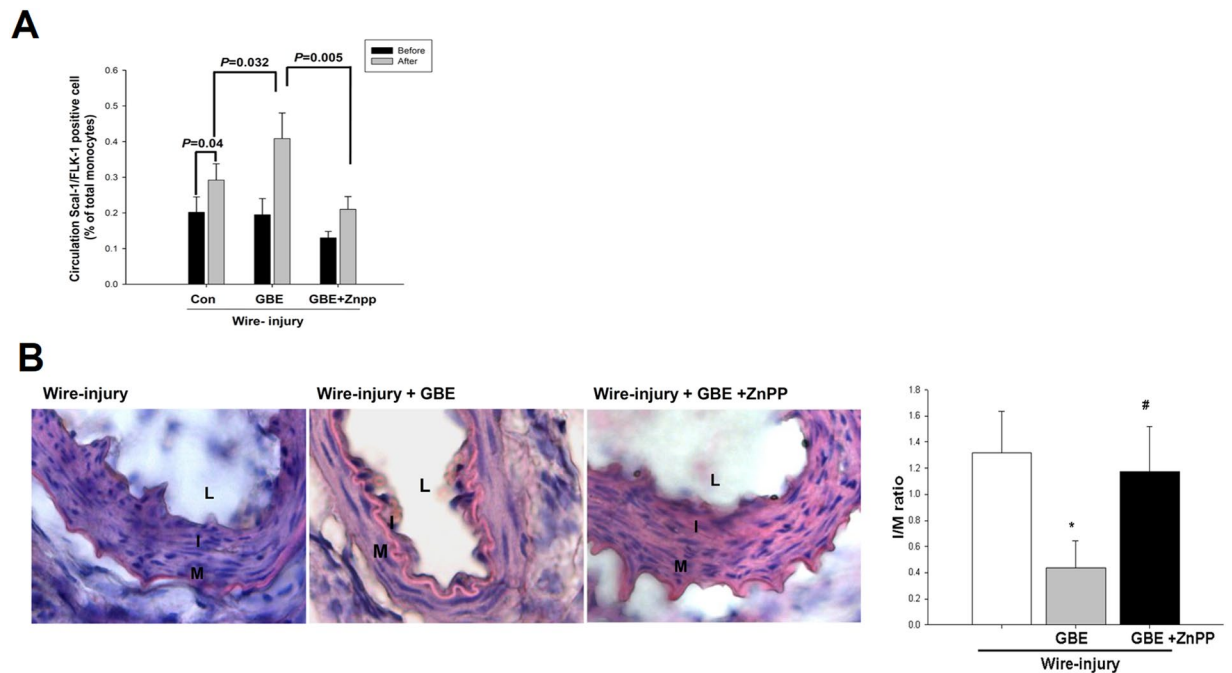 A
Before
After
P=0.032
P=0.005
P=0.04
Circulation Scal-1/FLK-1 positive cell
(% of total monocytes)
0.6
0.5
0.4
0.3
0.2
0.1
0.0
Con GBE GBE+Znpp
Wire- injury
B
Wire-injury
L
I
M
Wire-injury + GBE
L
I
M
Wire-injury + GBE +ZnPP
L
I
M
I/M ratio
1.8
1.6
1.4
1.2
1.0
0.8
0.6
0.4
0.2
0.0
*
#
GBE GBE +ZnPP
Wire-injury